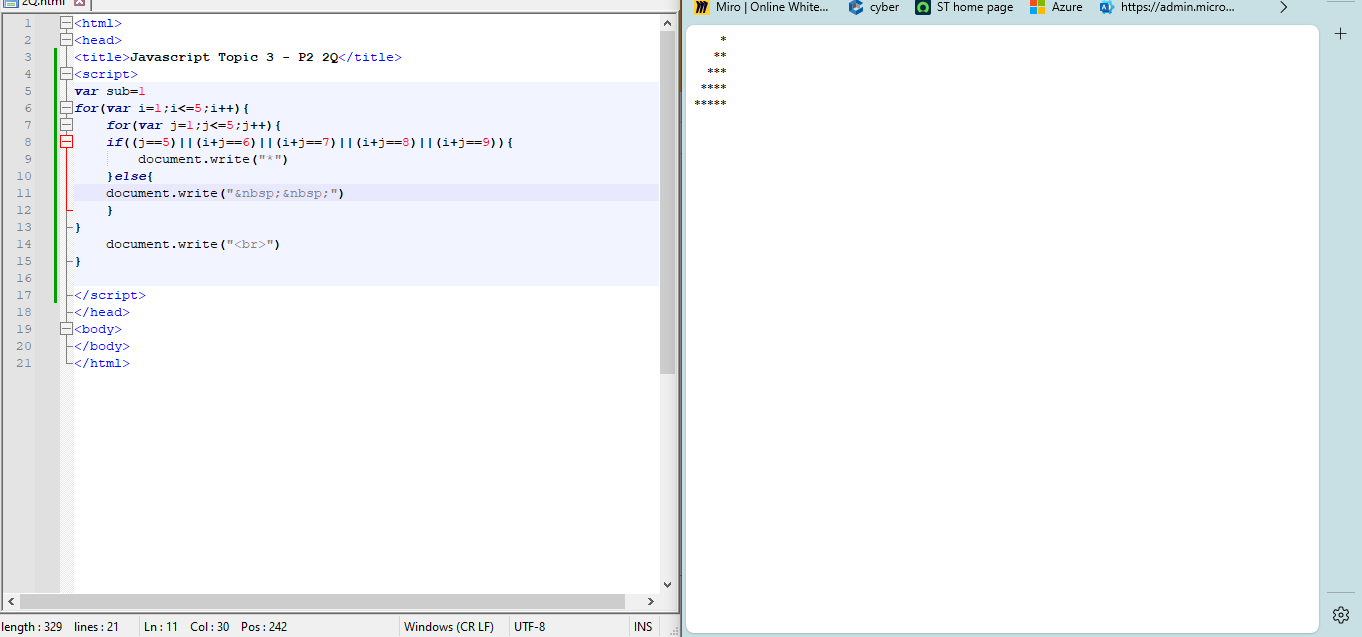 2Q.html
1 <html>
2 <head>
3 <title>Javascript Topic 3 - P2 2Q</title>
4 <script>
5 var sub=1
6 for(var i=1;i<=5;i++){
7 for(var j=1;j<=5;j++){
8 if((j==5)||(i+j==6)||(i+j==7)||(i+j==8)||(i+j==9)){
9 document.write("*")
10 }else{
11 document.write("&nbsp;&nbsp;")
12 }
13 }
14 document.write("<br>")
15 }
16
17 </script>
18 </head>
19 <body>
20 </body>
21 </html>
length : 329 lines : 21 Ln : 11 Col : 30 Pos : 242 Windows (CR LF) UTF-8 INS
Miro | Online White... cyber ST home page Azure https://admin.micro...
*
**
***
****
*****